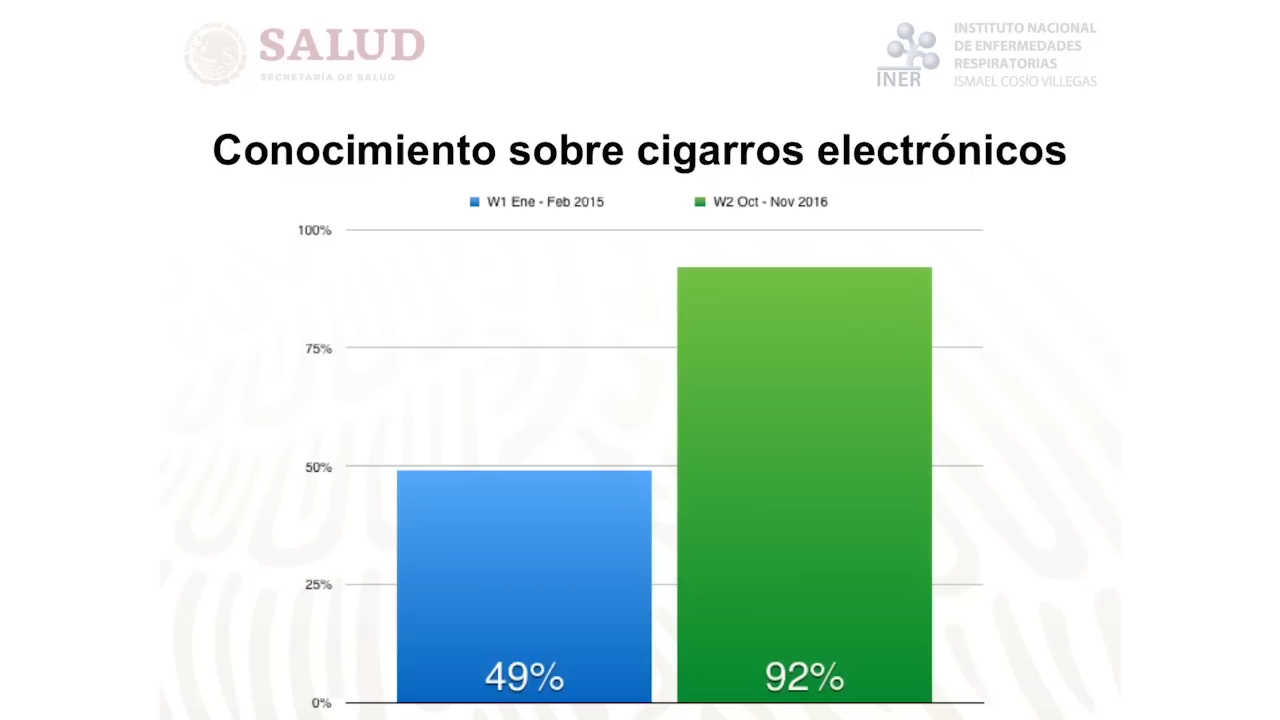 SALUD
SECRETARÍA DE SALUD
INER
INSTITUTO NACIONAL
DE ENFERMEDADES
RESPIRATORIAS
ISMAEL COSÍO VILLEGAS
Conocimiento sobre cigarros electrónicos
W1 Ene - Feb 2015
W2 Oct - Nov 2016
100%
75%
50%
25%
0%
49%
92%